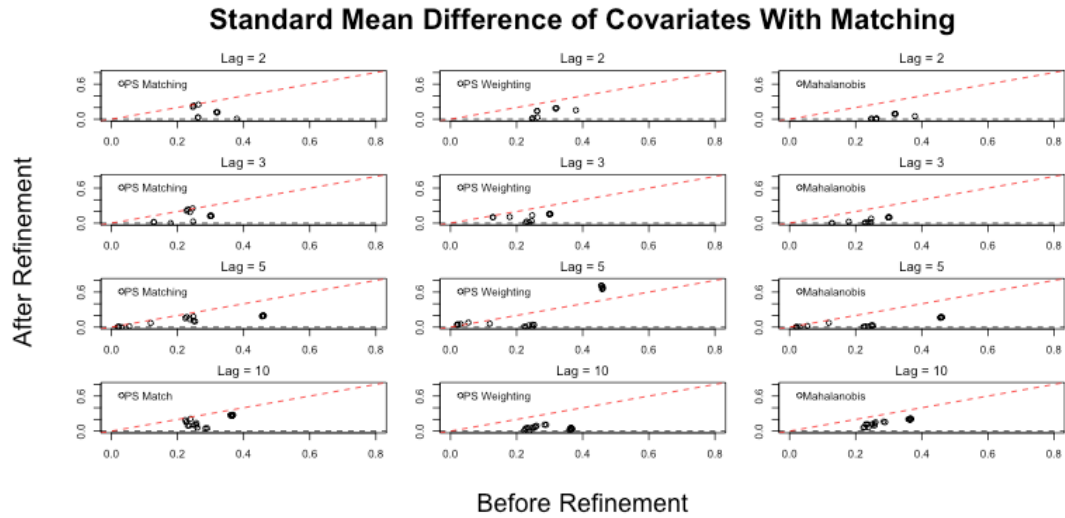 Standard Mean Difference of Covariates With Matching
Lag = 2
Lag = 2
Lag = 2
PS Matching
PS Weighting
Mahalanobis
0.0 0.6
0.0 0.6
0.0 0.6
0.0 0.2 0.4 0.6 0.8
0.0 0.2 0.4 0.6 0.8
0.0 0.2 0.4 0.6 0.8
Lag = 3
Lag = 3
Lag = 3
PS Matching
PS Weighting
Mahalanobis
0.0 0.6
0.0 0.6
0.0 0.6
0.0 0.2 0.4 0.6 0.8
0.0 0.2 0.4 0.6 0.8
0.0 0.2 0.4 0.6 0.8
Lag = 5
Lag = 5
Lag = 5
PS Matching
PS Weighting
Mahalanobis
0.0 0.6
0.0 0.6
0.0 0.6
0.0 0.2 0.4 0.6 0.8
0.0 0.2 0.4 0.6 0.8
0.0 0.2 0.4 0.6 0.8
Lag = 10
Lag = 10
Lag = 10
PS Match
PS Weighting
Mahalanobis
0.0 0.6
0.0 0.6
0.0 0.6
0.0 0.2 0.4 0.6 0.8
0.0 0.2 0.4 0.6 0.8
0.0 0.2 0.4 0.6 0.8
After Refinement
Before Refinement